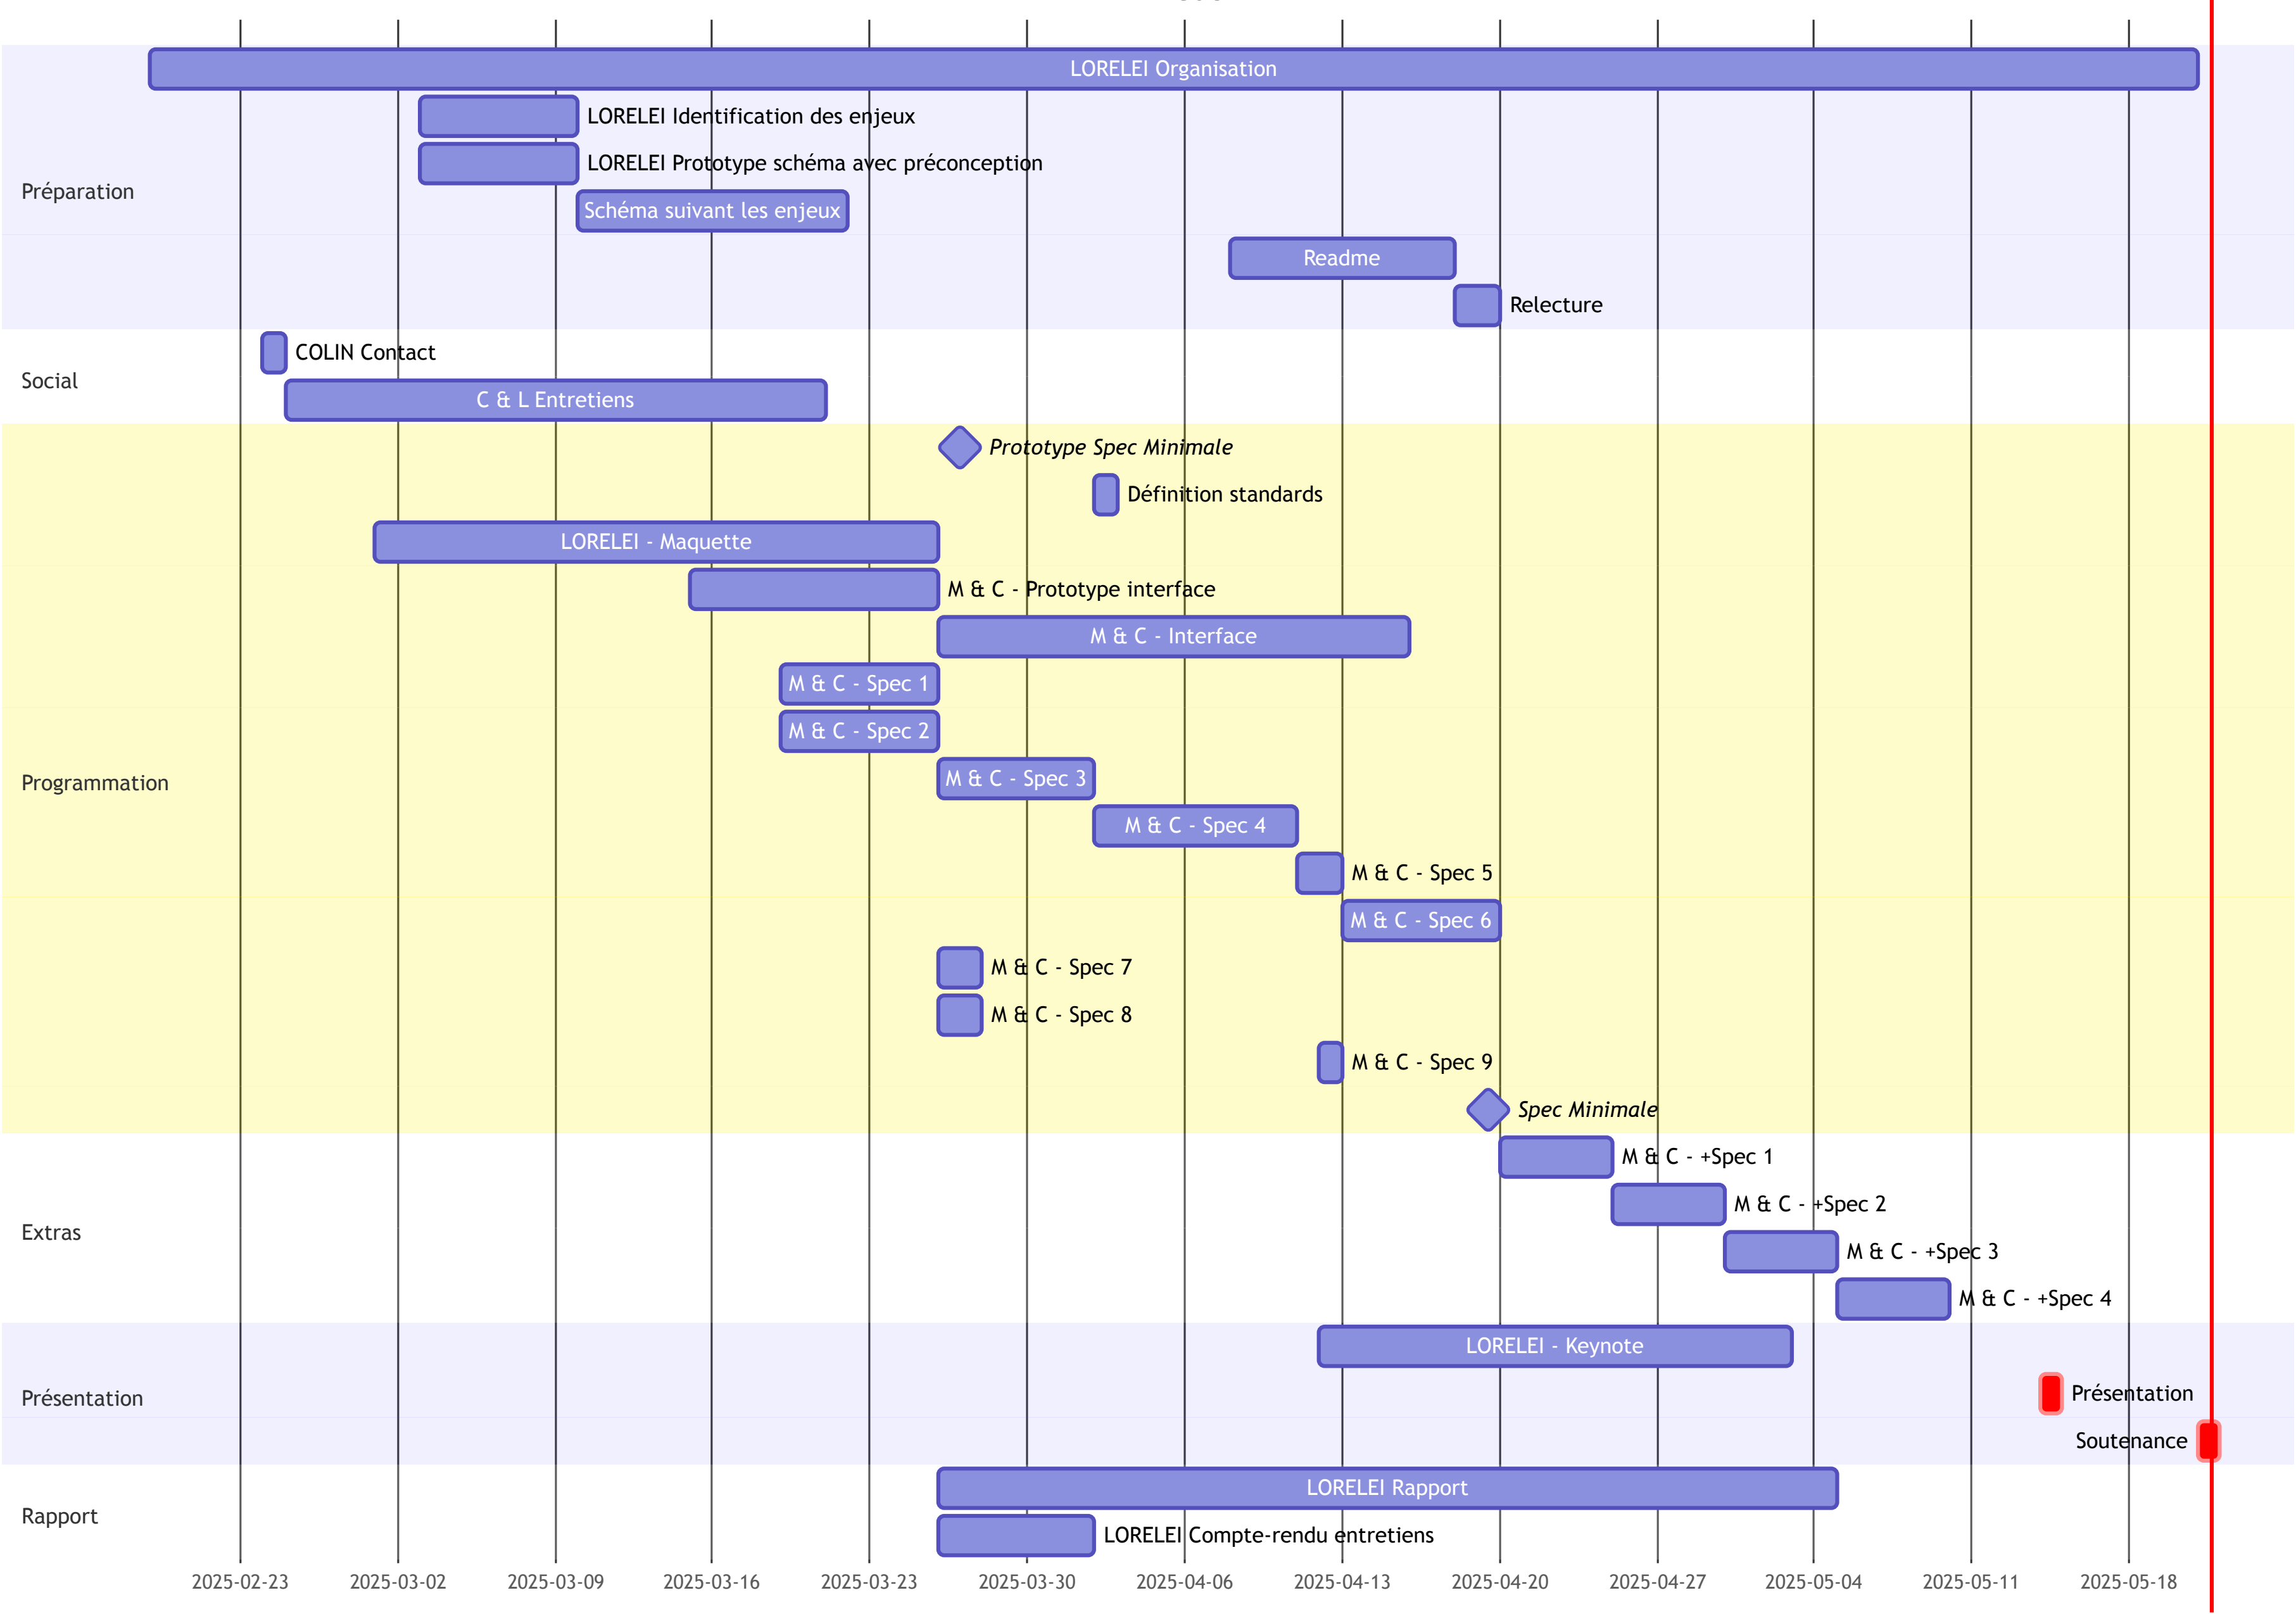 LORELEI Organisation
LORELEI Identification des enjeux
LORELEI Prototype schéma avec préconception
Préparation
Schéma suivant les enjeux
Readme
Relecture
COLIN Contact
Social
C & L Entretiens
Prototype Spec Minimale
Définition standards
LORELEI - Maquette
M & C - Prototype interface
M & C - Interface
M & C - Spec 1
M & C - Spec 2
Programmation
M & C - Spec 3
M & C - Spec 4
M & C - Spec 5
M & C - Spec 6
M & C - Spec 7
M & C - Spec 8
M & C - Spec 9
Spec Minimale
M & C - +Spec 1
M & C - +Spec 2
Extras
M & C - +Spec 3
M & C - +Spec 4
LORELEI - Keynote
Présentation
Présentation
Soutenance
LORELEI Rapport
Rapport
LORELEI Compte-rendu entretiens
2025-02-23 2025-03-02 2025-03-09 2025-03-16 2025-03-23 2025-03-30 2025-04-06 2025-04-13 2025-04-20 2025-04-27 2025-05-04 2025-05-11 2025-05-18